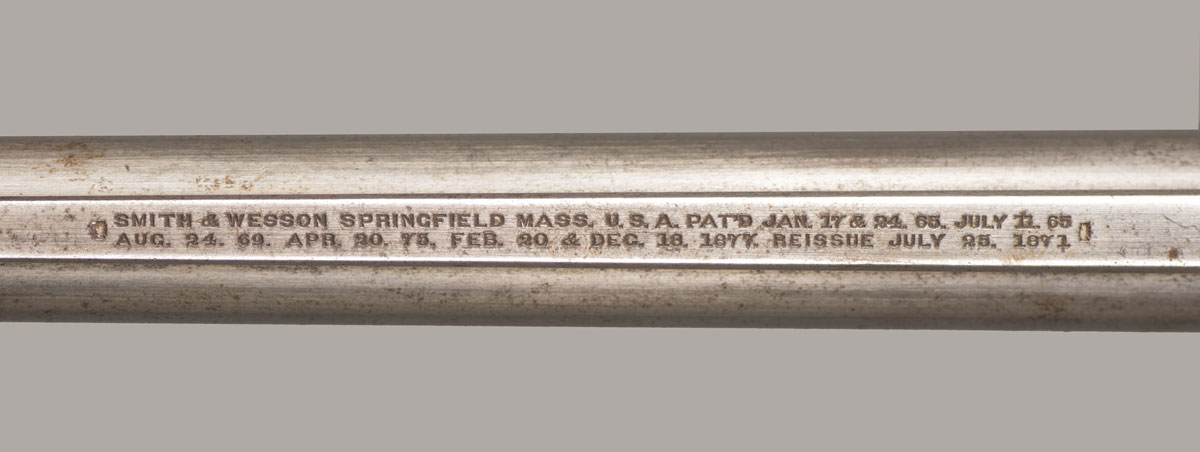 SMITH & WESSON SPRINGFIELD MASS. U.S.A. PAT'D JAN. 17 & 24. 65. JULY 11. 65
AUG. 24. 69. APR. 20. 75. FEB. 20 & DEC. 18. 1877. REISSUE JULY 25. 1871